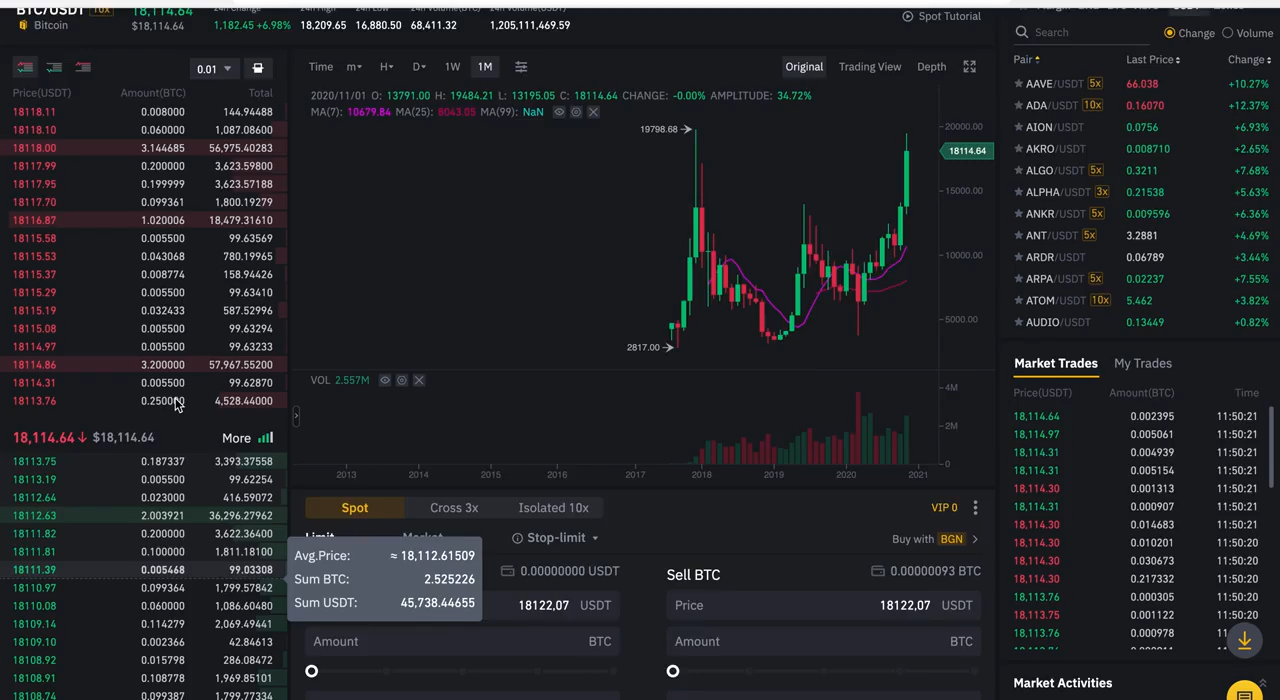 BTC/USDT 10x 18,114.64 24h Change 24h High 24h Low 24h Volume(BTC) 24h Volume(USDT)
Bitcoin $18,114.64 1,182.45 +6.98% 18,209.65 16,880.50 68,411.32 1,205,111,469.59
Spot Tutorial
0.01
Price(USDT) Amount(BTC) Total
18118.11 0.008000 144.94488
18118.10 0.060000 1,087.08600
18118.00 3.144685 56,975.40283
18117.99 0.200000 3,623.59800
18117.95 0.199999 3,623.57188
18117.70 0.099361 1,800.19279
18116.87 1.020006 18,479.31610
18115.58 0.005500 99.63569
18115.53 0.043068 780.19965
18115.37 0.008774 158.94426
18115.29 0.005500 99.63410
18115.19 0.032433 587.52996
18115.08 0.005500 99.63294
18114.97 0.005500 99.63233
18114.86 3.200000 57,967.55200
18114.31 0.005500 99.62870
18113.76 0.250000 4,528.44000
18,114.64↓ $18,114.64 More
18113.75 0.187337 3,393.37558
18113.19 0.005500 99.62254
18112.64 0.023000 416.59072
18112.63 2.003921 36,296.27962
18111.82 0.200000 3,622.36400
18111.81 0.100000 1,811.18100
18111.39 0.005468 99.03308
18110.97 0.099364 1,799.57842
18110.08 0.060000 1,086.60480
18109.14 0.114279 2,069.49441
18109.10 0.002366 42.84613
18108.92 0.015798 286.08472
18108.91 0.108778 1,969.85101
18108.74 0.099387 1,799.77334
Time m H D 1W 1M
Original Trading View Depth
2020/11/01 O: 13791.00 H: 19484.21 L: 13195.05 C: 18114.64 CHANGE: -0.00% AMPLITUDE: 34.72%
MA(7): 10679.84 MA(25): 8043.05 MA(99): NaN
19798.68
2817.00
20000.00
18114.64
15000.00
10000.00
5000.00
VOL 2.557M
4M
2M
0
2013 2014 2015 2016 2017 2018 2019 2020 2021
Spot Cross 3x Isolated 10x
VIP 0
Limit Market Stop-limit
Buy with BGN
Avg.Price: ≈ 18,112.61509
Sum BTC: 2.525226
Sum USDT: 45,738.44655
0.00000000 USDT
18122,07 USDT
Amount BTC
Sell BTC 0.00000093 BTC
Price 18122,07 USDT
Amount BTC
Search
Change Volume
Pair Last Price Change
AAVE/USDT 5x 66.038 +10.27%
ADA/USDT 10x 0.16070 +12.37%
AION/USDT 0.0756 +6.93%
AKRO/USDT 0.008710 +2.65%
ALGO/USDT 5x 0.3211 +7.68%
ALPHA/USDT 3x 0.21538 +5.63%
ANKR/USDT 5x 0.009596 +6.36%
ANT/USDT 5x 3.2881 +4.69%
ARDR/USDT 0.06789 +3.44%
ARPA/USDT 5x 0.02237 +7.55%
ATOM/USDT 10x 5.462 +3.82%
AUDIO/USDT 0.13449 +0.82%
Market Trades My Trades
Price(USDT) Amount(BTC) Time
18,114.64 0.002395 11:50:21
18,114.97 0.005061 11:50:21
18,114.31 0.004939 11:50:21
18,114.31 0.005154 11:50:21
18,114.30 0.001313 11:50:21
18,114.31 0.000907 11:50:21
18,114.30 0.014683 11:50:21
18,114.30 0.010201 11:50:20
18,114.30 0.030673 11:50:20
18,114.30 0.217332 11:50:20
18,113.76 0.000305 11:50:20
18,113.75 0.001122 11:50:20
18,113.76 0.000978 11:50:20
Market Activities